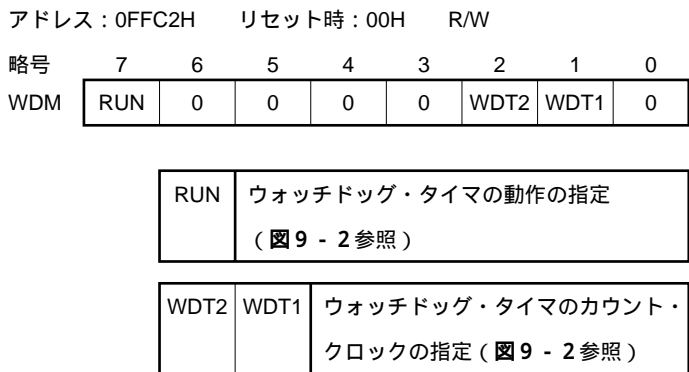 アドレス：0FFC2H　　リセット時：00H　　R/W
略号　7　6　5　4　3　2　1　0
WDM　RUN　0　0　0　0　WDT2　WDT1　0
RUN　ウォッチドッグ・タイマの動作の指定
（図9-2参照）
WDT2　WDT1　ウォッチドッグ・タイマのカウント・
クロックの指定（図9-2参照）